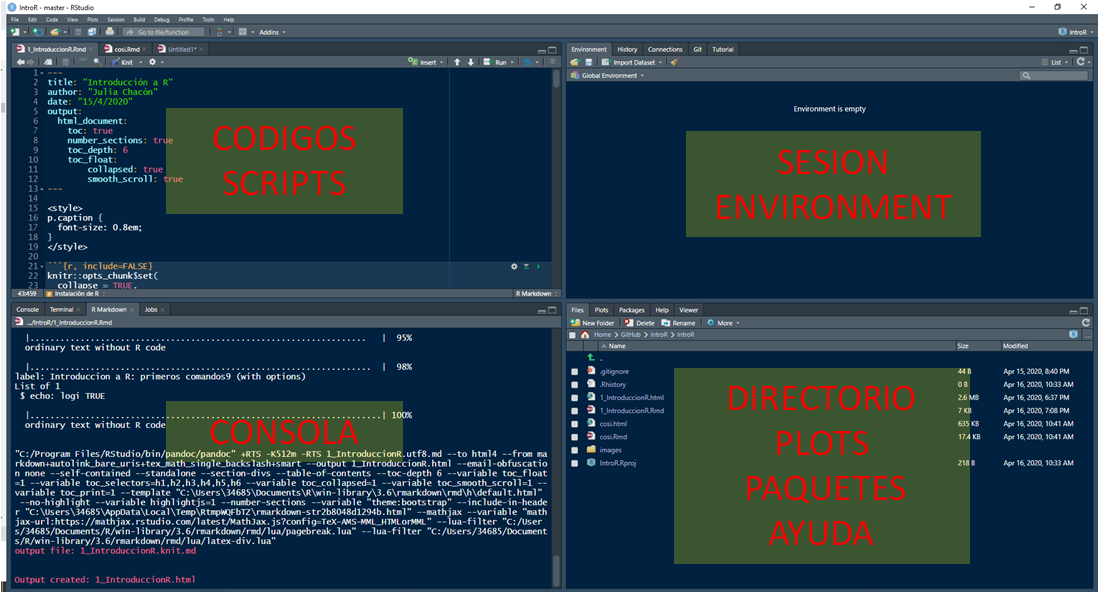 IntroR - master - RStudio
File Edit Code View Plots Session Build Debug Profile Tools Help
Go to file/function Addins IntroR
1_IntroduccionR.Rmd cosi.Rmd Untitled1*
Knit Insert Run
1 ---
2 title: "Introducción a R"
3 author: "Julia Chacón"
4 date: "15/4/2020"
5 output:
6 html_document:
7 toc: true
8 number_sections: true
9 toc_depth: 6
10 toc_float:
11 collapsed: true
12 smooth_scroll: true
13 ---
14
15 <style>
16 p.caption {
17 font-size: 0.8em;
18 }
19 </style>
20
21 ```{r, include=FALSE}
22 knitr::opts_chunk$set(
23 collapse = TRUE,
CODIGOS
SCRIPTS
43:459 Instalación de R R Markdown
Environment History Connections Git Tutorial
Import Dataset List
Global Environment
Environment is empty
SESION
ENVIRONMENT
Console Terminal R Markdown Jobs
.../IntroR/1_IntroduccionR.Rmd
|.................................................................. | 95%
ordinary text without R code
|.................................................................... | 98%
label: Introduccion a R: primeros comandos9 (with options)
List of 1
$ echo: logi TRUE
|......................................................................| 100%
ordinary text without R code
CONSOLA
"C:/Program Files/RStudio/bin/pandoc/pandoc" +RTS -K512m -RTS 1_IntroduccionR.utf8.md --to html4 --from ma
rkdown+autolink_bare_uris+tex_math_single_backslash+smart --output 1_IntroduccionR.html --email-obfuscatio
n none --self-contained --standalone --section-divs --table-of-contents --toc-depth 6 --variable toc_float
=1 --variable toc_selectors=h1,h2,h3,h4,h5,h6 --variable toc_collapsed=1 --variable toc_smooth_scroll=1 --
variable toc_print=1 --template "C:\Users\34685\Documents\R\win-library\3.6\rmarkdown\rmd\h\default.html"
--no-highlight --variable highlightjs=1 --number-sections --variable "theme:bootstrap" --include-in-heade
r "C:\Users\34685\AppData\Local\Temp\RtmpWQFbTZ\rmarkdown-str2b8048d1294b.html" --mathjax --variable "math
jax-url:https://mathjax.rstudio.com/latest/MathJax.js?config=TeX-AMS-MML_HTMLorMML" --lua-filter "C:/User
s/34685/Documents/R/win-library/3.6/rmarkdown/rmd/lua/pagebreak.lua" --lua-filter "C:/Users/34685/Document
s/R/win-library/3.6/rmarkdown/rmd/lua/latex-div.lua"
output file: 1_IntroduccionR.knit.md
Output created: 1_IntroduccionR.html
Files Plots Packages Help Viewer
New Folder Delete Rename More
Home GitHub IntroR IntroR
Name Size Modified
..
.gitignore 44 B Apr 15, 2020, 8:40 PM
.Rhistory 0 B Apr 16, 2020, 10:33 AM
1_IntroduccionR.html 2.6 MB Apr 16, 2020, 6:37 PM
1_IntroduccionR.Rmd 7 KB Apr 16, 2020, 7:08 PM
cosi.html 635 KB Apr 16, 2020, 10:41 AM
cosi.Rmd 17.4 KB Apr 16, 2020, 10:41 AM
images
IntroR.Rproj 218 B Apr 16, 2020, 10:33 AM
DIRECTORIO
PLOTS
PAQUETES
AYUDA